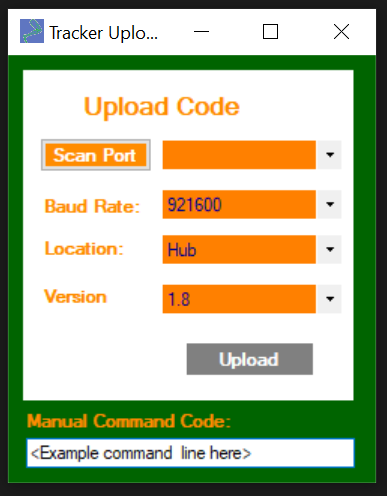 Tracker Uplo...
Upload Code
Scan Port
Baud Rate: 921600
Location: Hub
Version 1.8
Upload
Manual Command Code:
<Example command  line here>